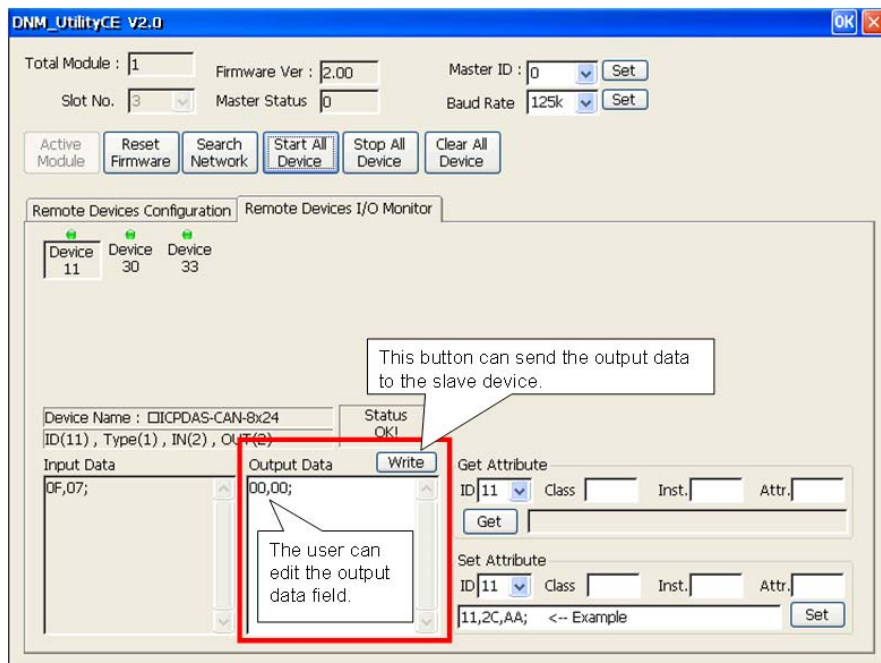 DNM_UtilityCE V2.0 OK
Total Module : 1 Firmware Ver : 2.00 Master ID : 0 Set
Slot No. 3 Master Status 0 Baud Rate 125k Set
Active Module
Reset Firmware
Search Network
Start All Device
Stop All Device
Clear All Device
Remote Devices Configuration Remote Devices I/O Monitor
Device 11
Device 30
Device 33
This button can send the output data
to the slave device.
Device Name : □ICPDAS-CAN-8x24
ID(11) , Type(1) , IN(2) , OUT(2)
Status
OK!
Input Data
0F,07;
Output Data Write
00,00;
The user can
edit the output
data field.
Get Attribute
ID 11 Class Inst. Attr.
Get
Set Attribute
ID 11 Class Inst. Attr.
11,2C,AA; <-- Example Set